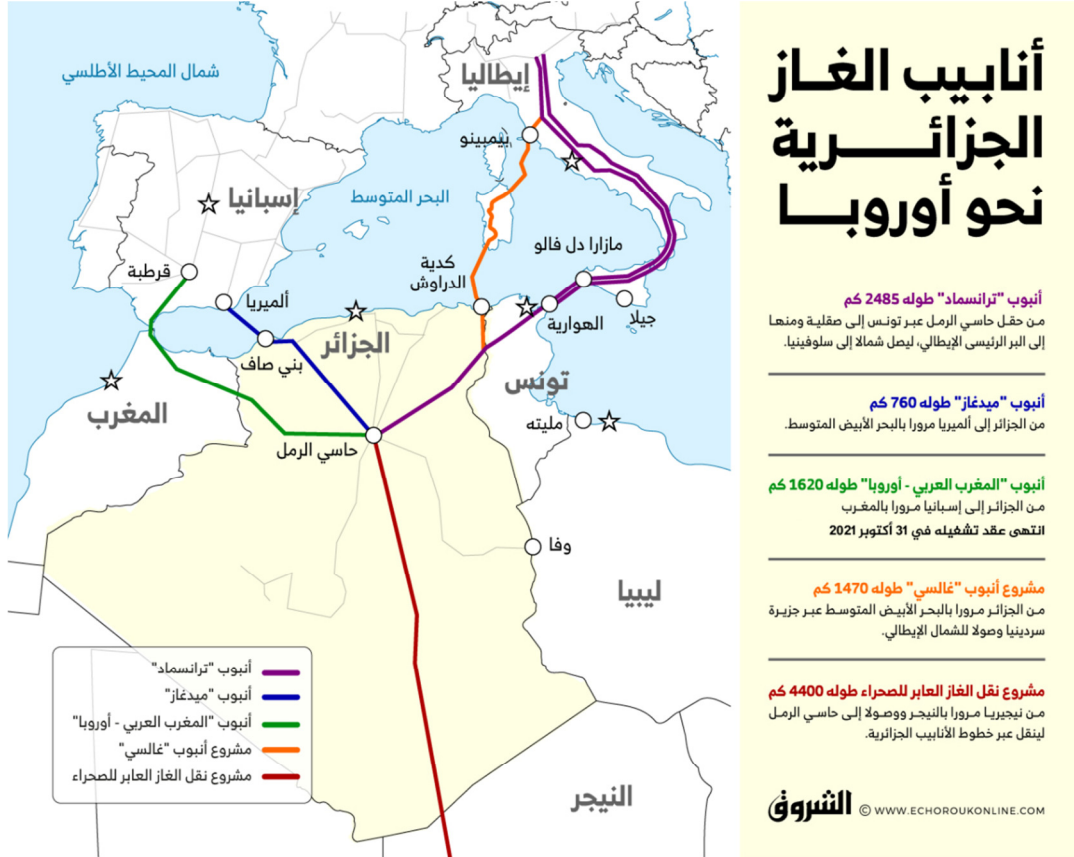 أنابيب الغاز
الجزائرية
نحو أوروبا
أنبوب "ترانسماد" طوله 2485 كم
من حقل حاسي الرمل عبر تونس إلى صقلية ومنها
إلى البر الرئيسي الإيطالي، ليصل شمالا إلى سلوفينيا.
أنبوب "ميدغاز" طوله 760 كم
من الجزائر إلى ألميريا مرورا بالبحر الأبيض المتوسط.
أنبوب "المغرب العربي - أوروبا" طوله 1620 كم
من الجزائر إلى إسبانيا مرورا بالمغرب
انتهى عقد تشغيله في 31 أكتوبر 2021
مشروع أنبوب "غالسي" طوله 1470 كم
من الجزائر مرورا بالبحر الأبيض المتوسط عبر جزيرة
سردينيا وصولا للشمال الإيطالي.
مشروع نقل الغاز العابر للصحراء طوله 4400 كم
من نيجيريا مرورا بالنيجر ووصولا إلى حاسي الرمل
لينقل عبر خطوط الأنابيب الجزائرية.
الشروق © WWW.ECHOROUKONLINE.COM
شمال المحيط الأطلسي
إيطاليا
بيمبينو
إسبانيا
البحر المتوسط
مازارا دل فالو
قرطبة
كدية
الدراوش
ألميريا
جيلا
الهوارية
الجزائر
بني صاف
تونس
المغرب
مليته
حاسي الرمل
وفا
ليبيا
النيجر
أنبوب "ترانسماد"
أنبوب "ميدغاز"
أنبوب "المغرب العربي - أوروبا"
مشروع أنبوب "غالسي"
مشروع نقل الغاز العابر للصحراء